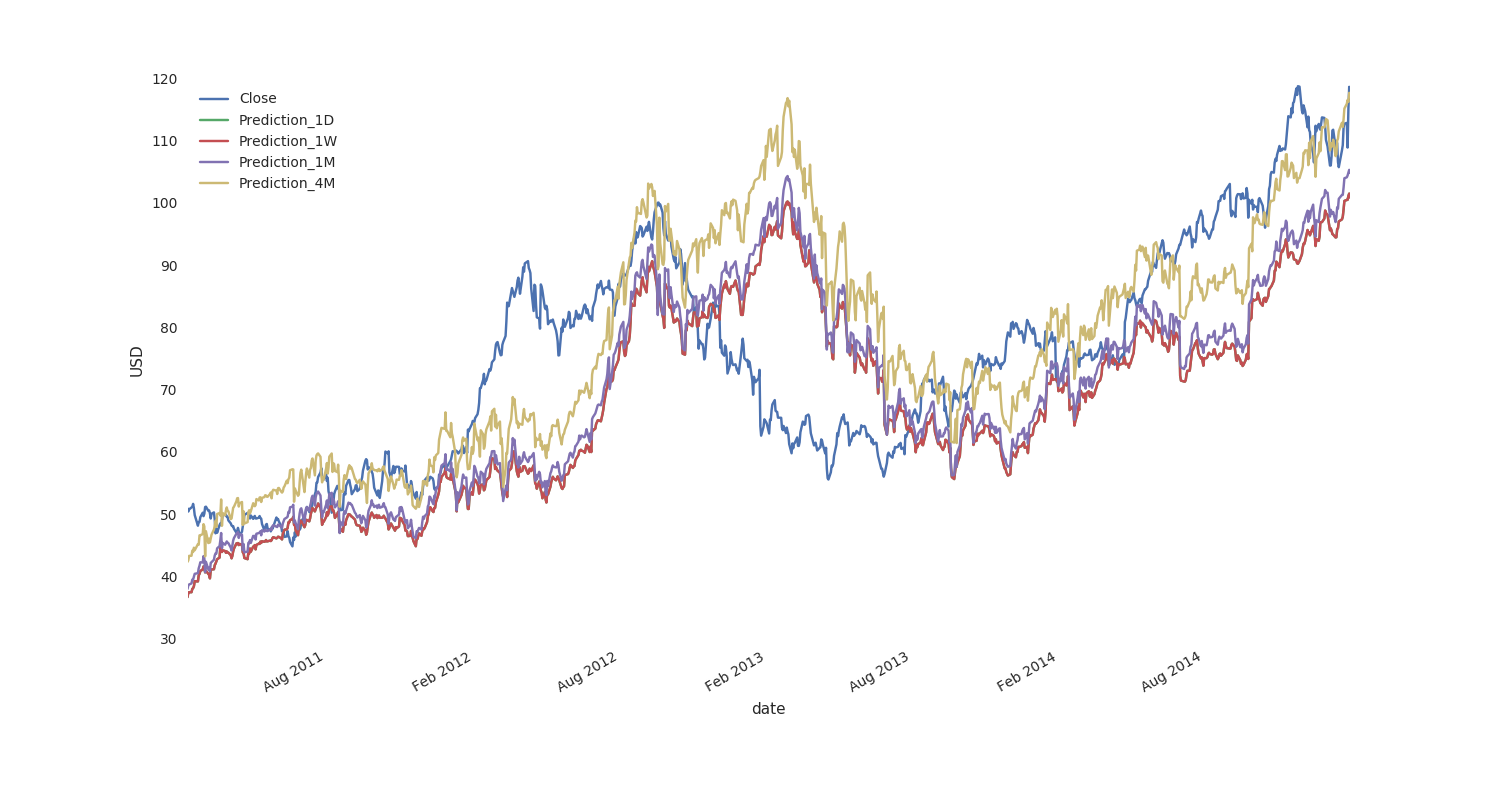 120
110
100
90
80
70
60
50
40
30
USD
Close
Prediction_1D
Prediction_1W
Prediction_1M
Prediction_4M
Aug 2011
Feb 2012
Aug 2012
Feb 2013
Aug 2013
Feb 2014
Aug 2014
date